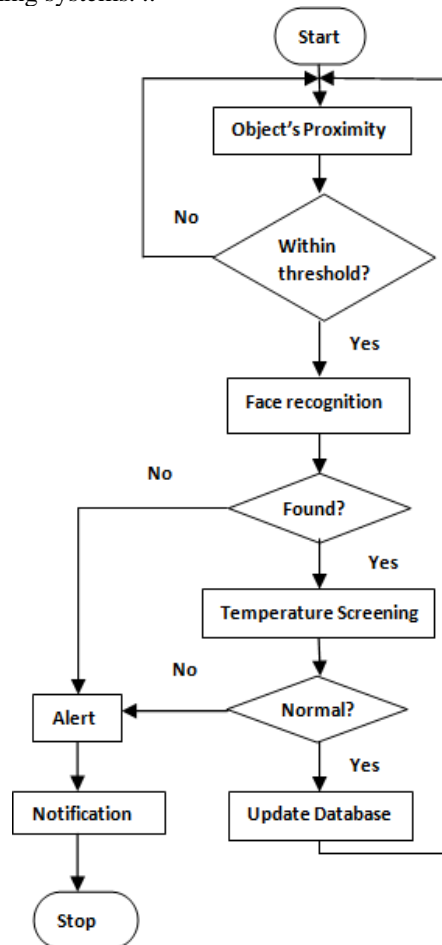 ing systems. ..
Start
Object's Proximity
No
Within
threshold?
Yes
Face recognition
No
Found?
Yes
Temperature Screening
No
Normal?
Alert
Yes
Notification
Update Database
Stop